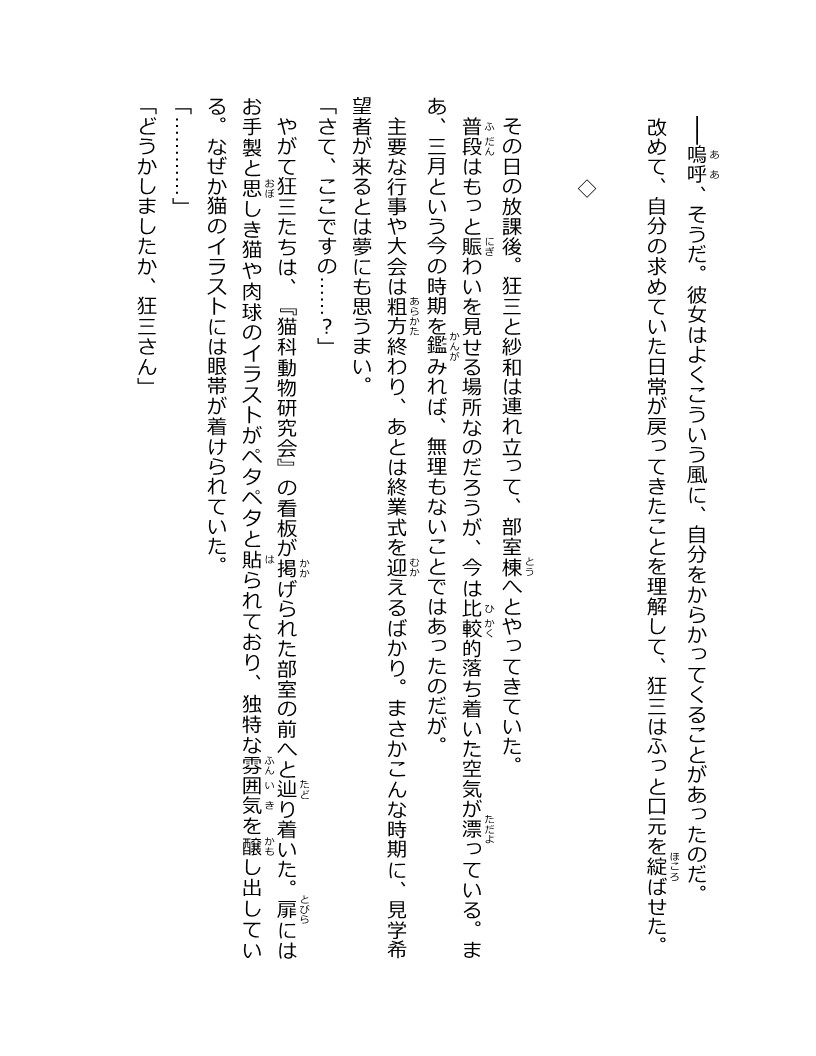 ――嗚呼、そうだ。彼女はよくこういう風に、自分をからかってくることがあったのだ。
改めて、自分の求めていた日常が戻ってきたことを理解して、狂三はふっと口元を綻ばせた。
◇
その日の放課後。狂三と紗和は連れ立って、部室棟へとやってきていた。
普段はもっと賑わいを見せる場所なのだろうが、今は比較的落ち着いた空気が漂っている。ま
あ、三月という今の時期を鑑みれば、無理もないことではあったのだが。
主要な行事や大会は粗方終わり、あとは終業式を迎えるばかり。まさかこんな時期に、見学希
望者が来るとは夢にも思うまい。
「さて、ここですの……？」
やがて狂三たちは、『猫科動物研究会』の看板が掲げられた部室の前へと辿り着いた。扉には
お手製と思しき猫や肉球のイラストがペタペタと貼られており、独特な雰囲気を醸し出してい
る。なぜか猫のイラストには眼帯が着けられていた。
「…………」
「どうかしましたか、狂三さん」